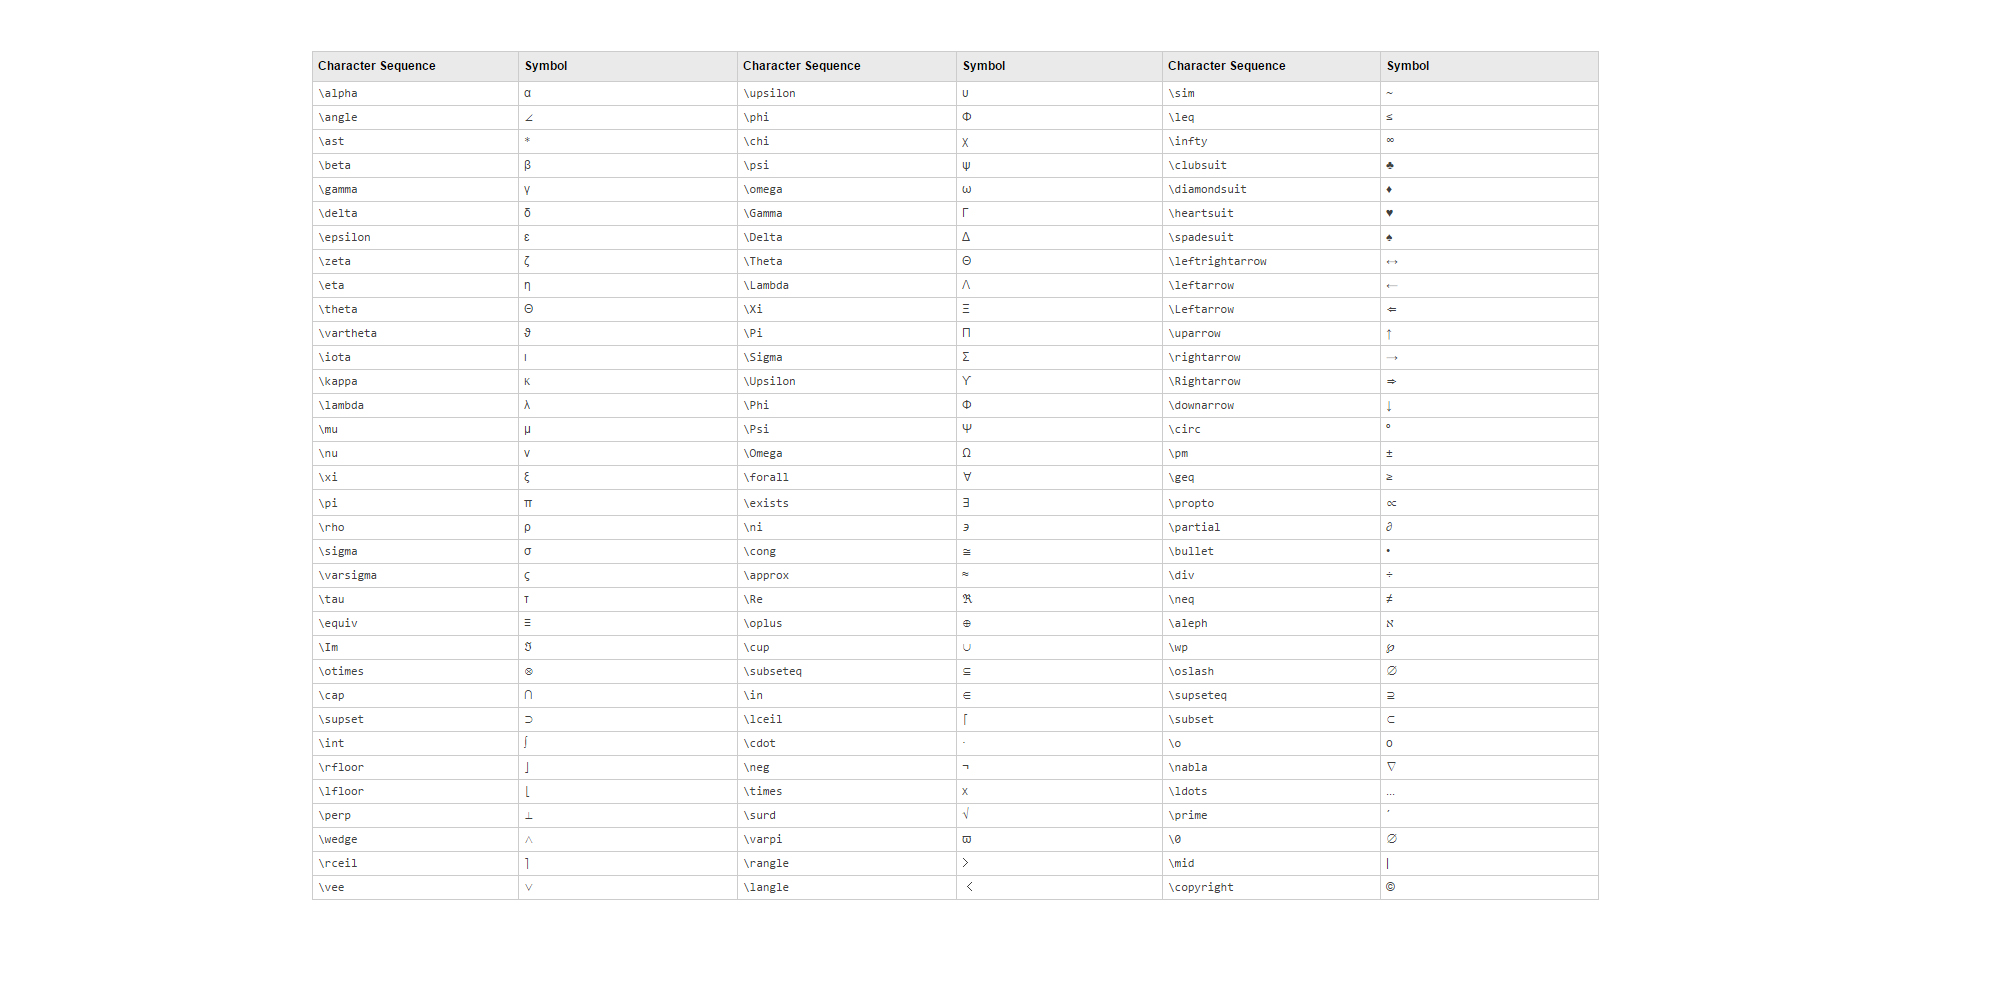 Character Sequence Symbol Character Sequence Symbol Character Sequence Symbol
\alpha α \upsilon υ \sim ~
\angle ∠ \phi Φ \leq ≤
\ast * \chi χ \infty ∞
\beta β \psi ψ \clubsuit ♣
\gamma γ \omega ω \diamondsuit ♦
\delta δ \Gamma Γ \heartsuit ♥
\epsilon ε \Delta Δ \spadesuit ♠
\zeta ζ \Theta Θ \leftrightarrow ↔
\eta η \Lambda Λ \leftarrow ←
\theta Θ \Xi Ξ \Leftarrow ⇐
\vartheta ϑ \Pi Π \uparrow ↑
\iota ι \Sigma Σ \rightarrow →
\kappa κ \Upsilon ϒ \Rightarrow ⇒
\lambda λ \Phi Φ \downarrow ↓
\mu µ \Psi Ψ \circ º
\nu ν \Omega Ω \pm ±
\xi ξ \forall ∀ \geq ≥
\pi π \exists ∃ \propto ∝
\rho ρ \ni ∍ \partial ∂
\sigma σ \cong ≅ \bullet •
\varsigma ς \approx ≈ \div ÷
\tau τ \Re ℜ \neq ≠
\equiv ≡ \oplus ⊕ \aleph ℵ
\Im ℑ \cup ∪ \wp ℘
\otimes ⊗ \subseteq ⊆ \oslash ∅
\cap ∩ \in ∈ \supseteq ⊇
\supset ⊃ \lceil ⌈ \subset ⊂
\int ∫ \cdot · \o ο
\rfloor ⌋ \neg ¬ \nabla ∇
\lfloor ⌊ \times x \ldots ...
\perp ⊥ \surd √ \prime ´
\wedge ∧ \varpi ϖ \0 ∅
\rceil ⌉ \rangle 〉 \mid |
\vee ∨ \langle 〈 \copyright ©